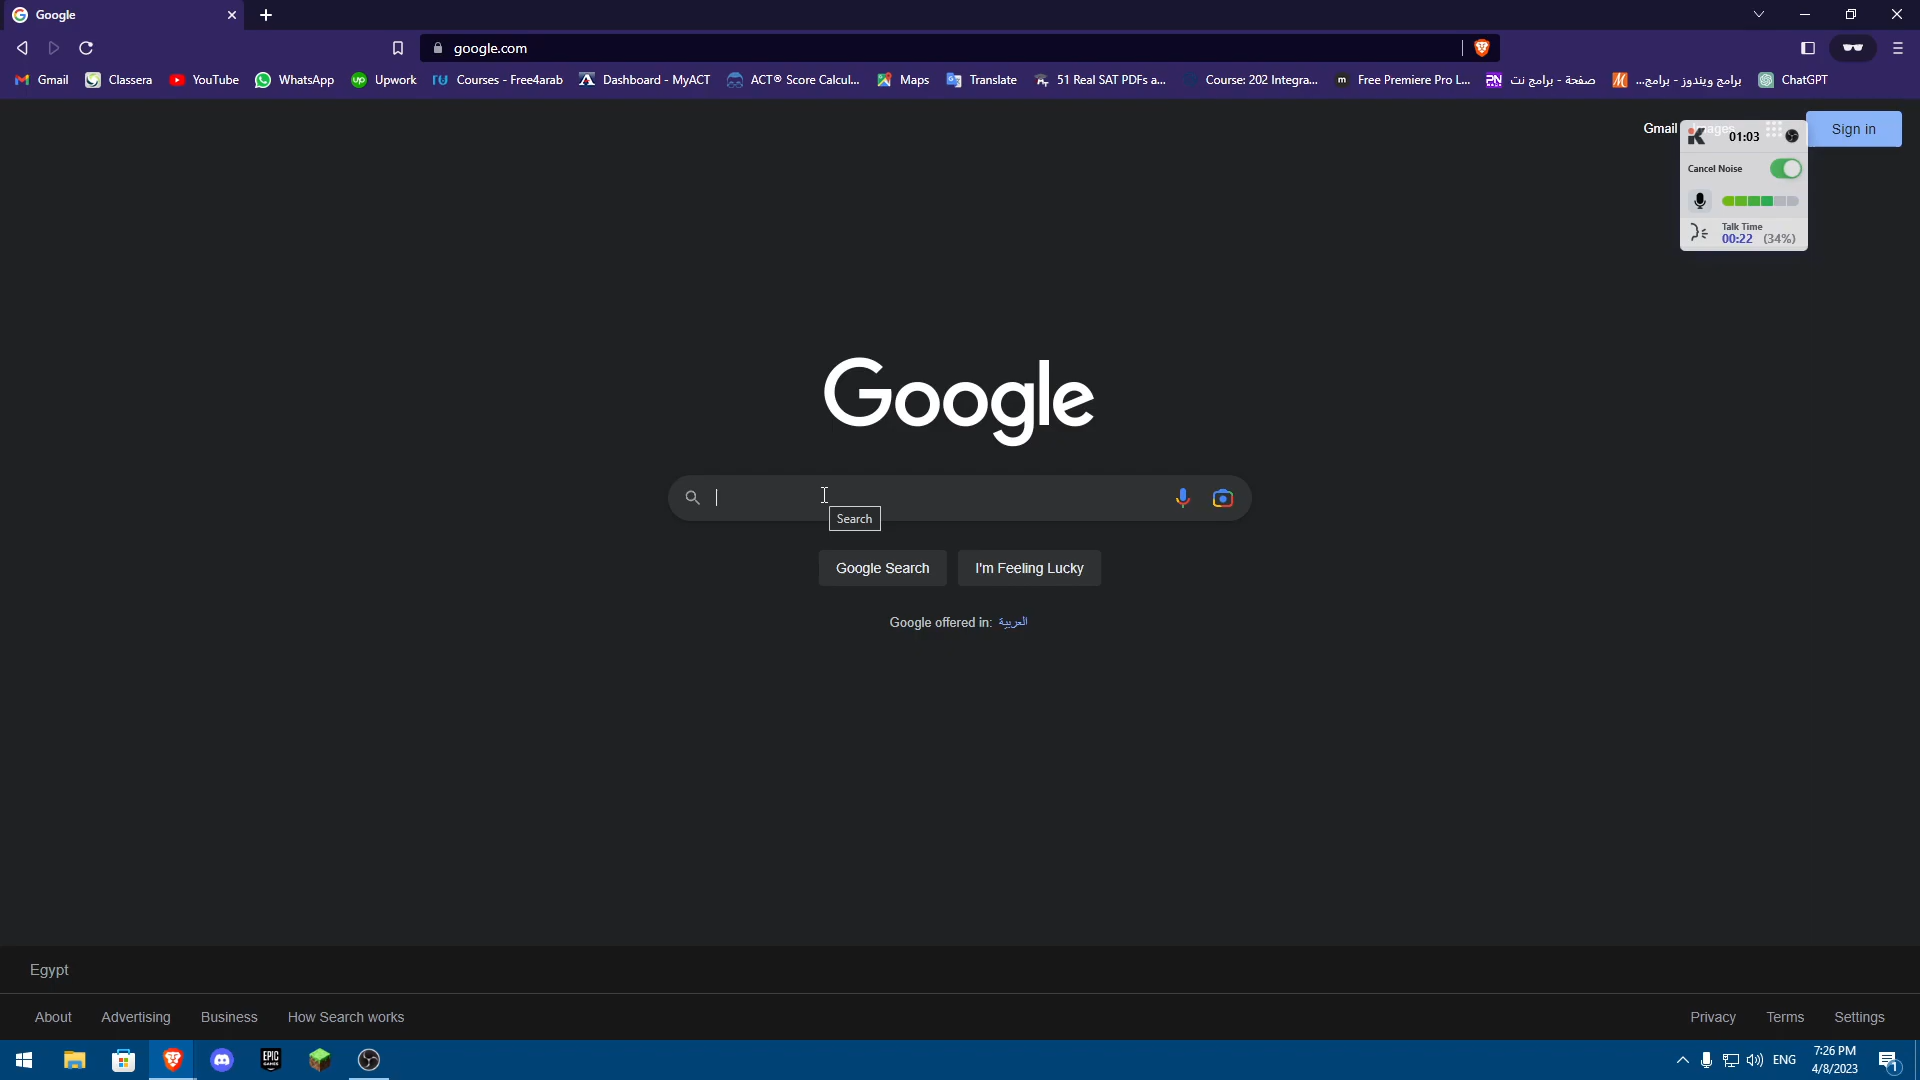 Google
google.com
Gmail Classera YouTube WhatsApp Upwork Courses - Free4arab Dashboard - MyACT ACT® Score Calcul... Maps Translate 51 Real SAT PDFs a... Course: 202 Integra... Free Premiere Pro L... صفحة - برامج نت برامج ويندوز - برامج... ChatGPT
Gmail Sign in
01:03
Cancel Noise
Talk Time
00:22 (34%)
Google
Search
Google Search I'm Feeling Lucky
Google offered in: العربية
Egypt
About Advertising Business How Search works Privacy Terms Settings
EPIC GAMES
ENG 7:26 PM
4/8/2023
1